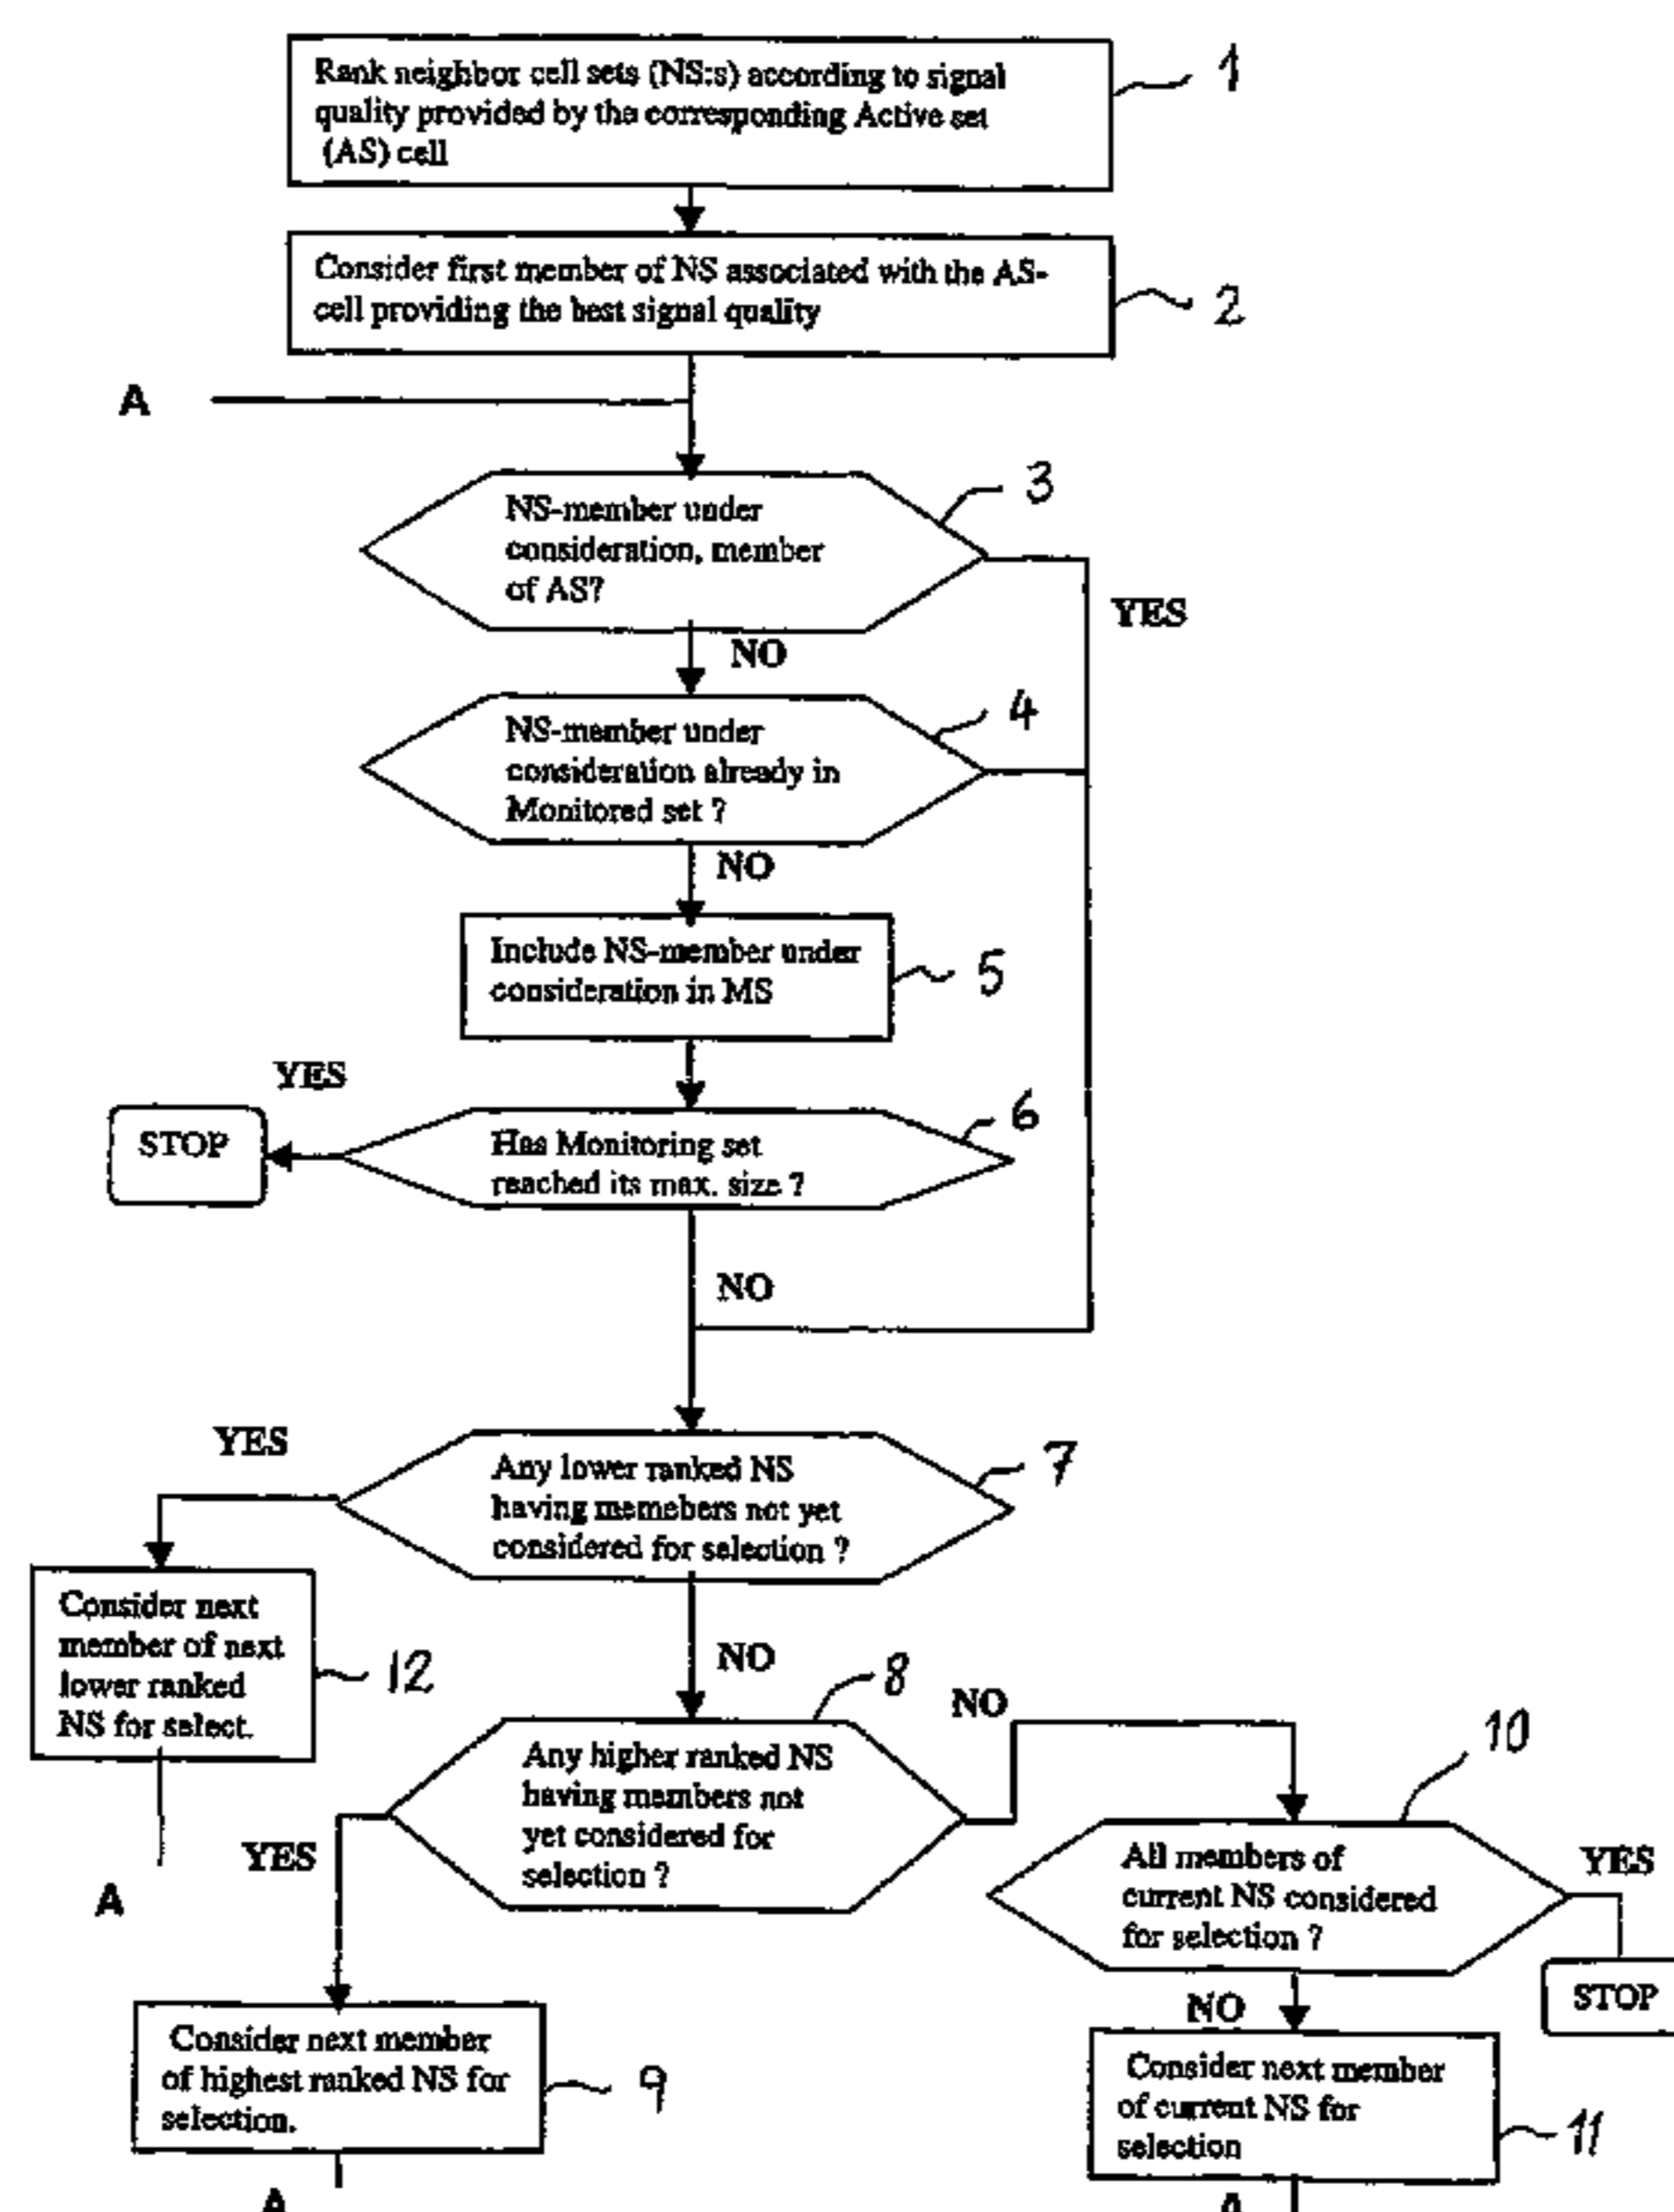 Rank neighbor cell sets (NS:s) according to signal
quality provided by the corresponding Active set
(AS) cell
1
Consider first member of NS associated with the AS-
cell providing the best signal quality
2
A
NS-member under
consideration, member
of AS?
3
YES
NO
NS-member under
consideration already in
Monitored set ?
4
NO
Include NS-member under
consideration in MS
5
YES
STOP
Has Monitoring set
reached its max. size ?
6
NO
YES
Any lower ranked NS
having memebers not yet
considered for selection ?
7
Consider next
member of next
lower ranked
NS for select.
12
A
NO
Any higher ranked NS
having members not
yet considered for
selection ?
8
NO
YES
All members of
current NS considered
for selection ?
10
YES
STOP
NO
Consider next member
of highest ranked NS for
selection.
9
A
Consider next member
of current NS for
selection
11
A